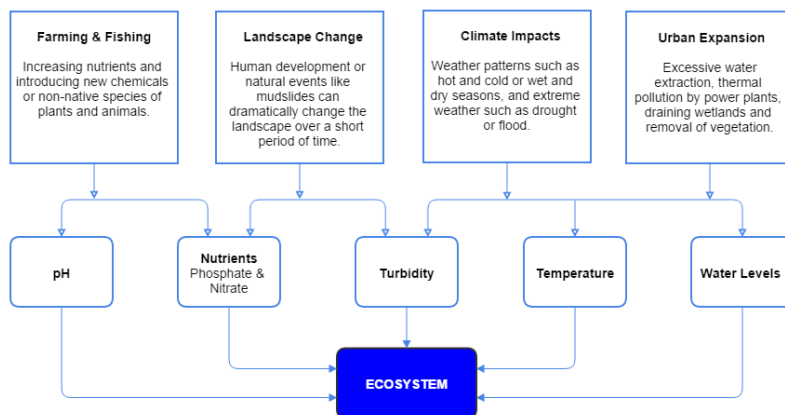 Farming & Fishing
Increasing nutrients and
introducing new chemicals
or non-native species of
plants and animals.
Landscape Change
Human development or
natural events like
mudslides can
dramatically change the
landscape over a short
period of time.
Climate Impacts
Weather patterns such as
hot and cold or wet and
dry seasons, and extreme
weather such as drought
or flood.
Urban Expansion
Excessive water
extraction, thermal
pollution by power plants,
draining wetlands and
removal of vegetation.
pH
Nutrients
Phosphate &
Nitrate
Turbidity
Temperature
Water Levels
ECOSYSTEM